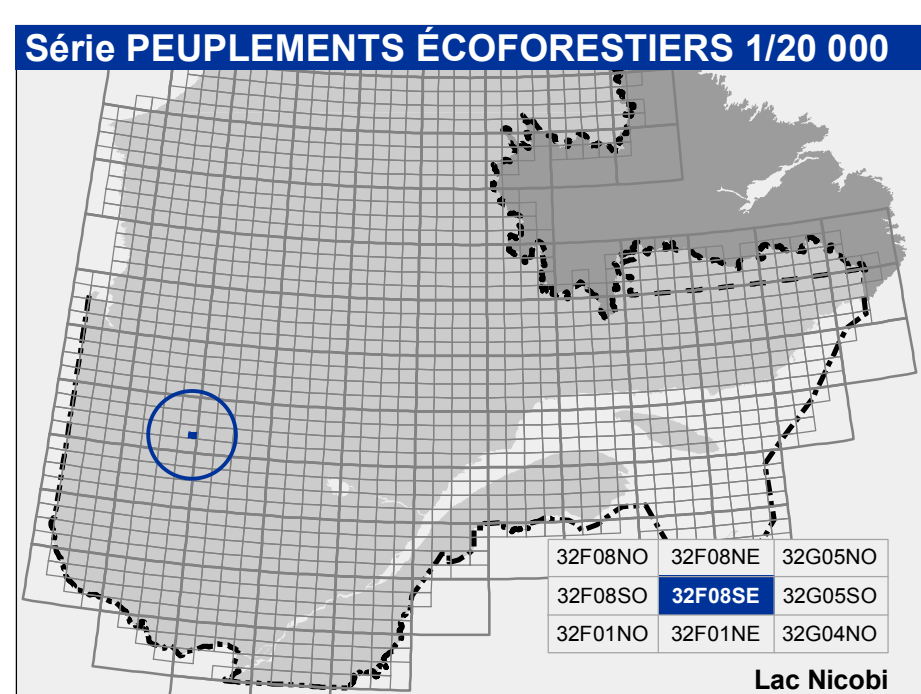 Série PEUPLEMENTS ÉCOFORESTIERS 1/20 000
32F08NO 32F08NE 32G05NO
32F08SO 32F08SE 32G05SO
32F01NO 32F01NE 32G04NO
Lac Nicobi